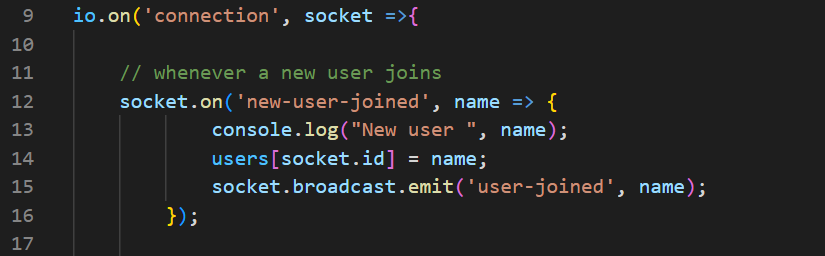 9 io.on('connection', socket =>{
10
11 // whenever a new user joins
12 socket.on('new-user-joined', name => {
13 console.log("New user ", name);
14 users[socket.id] = name;
15 socket.broadcast.emit('user-joined', name);
16 });
17